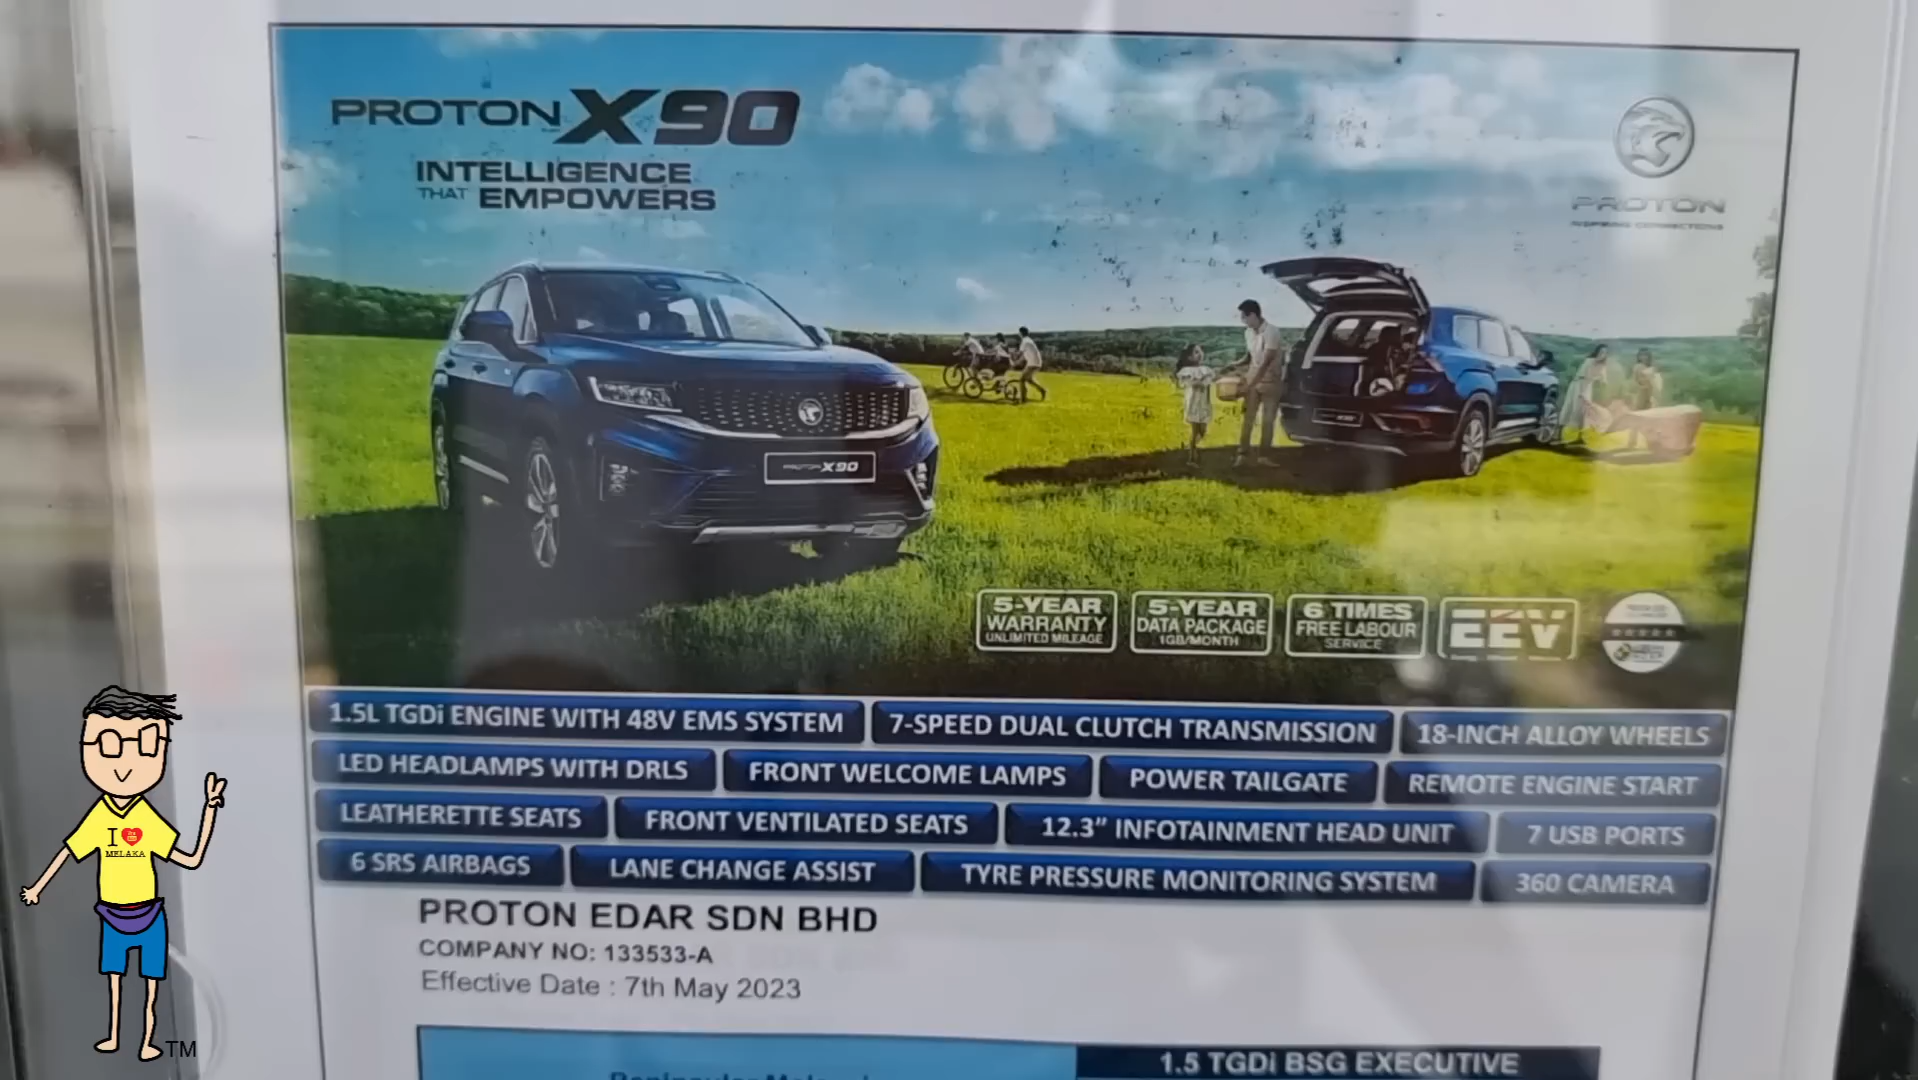 PROTON X90
INTELLIGENCE
THAT EMPOWERS
PROTON
INSPIRING CONNECTIONS
X90
5-YEAR
WARRANTY
UNLIMITED MILEAGE
5-YEAR
DATA PACKAGE
1GB/MONTH
6 TIMES
FREE LABOUR
SERVICE
EEV
1.5L TGDi ENGINE WITH 48V EMS SYSTEM
7-SPEED DUAL CLUTCH TRANSMISSION
18-INCH ALLOY WHEELS
LED HEADLAMPS WITH DRLS
FRONT WELCOME LAMPS
POWER TAILGATE
REMOTE ENGINE START
LEATHERETTE SEATS
FRONT VENTILATED SEATS
12.3” INFOTAINMENT HEAD UNIT
7 USB PORTS
6 SRS AIRBAGS
LANE CHANGE ASSIST
TYRE PRESSURE MONITORING SYSTEM
360 CAMERA
I
MELAKA
TM
PROTON EDAR SDN BHD
COMPANY NO: 133533-A
Effective Date : 7th May 2023
1.5 TGDi BSG EXECUTIVE